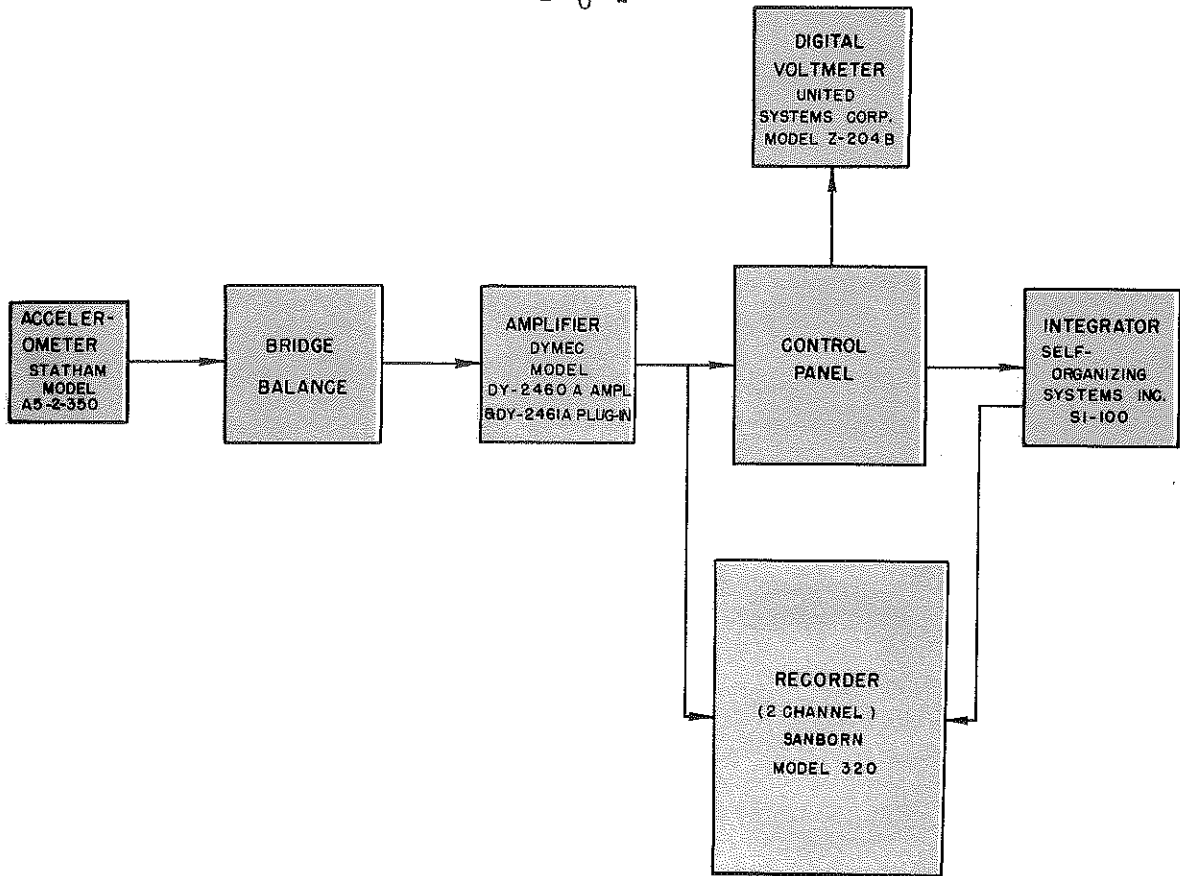 DIGITAL
VOLTMETER
UNITED
SYSTEMS CORP.
MODEL Z-204B
ACCELER-
OMETER
STATHAM
MODEL
A5-2-350
BRIDGE
BALANCE
AMPLIFIER
DYMEC
MODEL
DY-2460 A AMPL
&DY-2461A PLUG-IN
CONTROL
PANEL
INTEGRATOR
SELF-
ORGANIZING
SYSTEMS INC.
SI-100
RECORDER
(2 CHANNEL)
SANBORN
MODEL 320